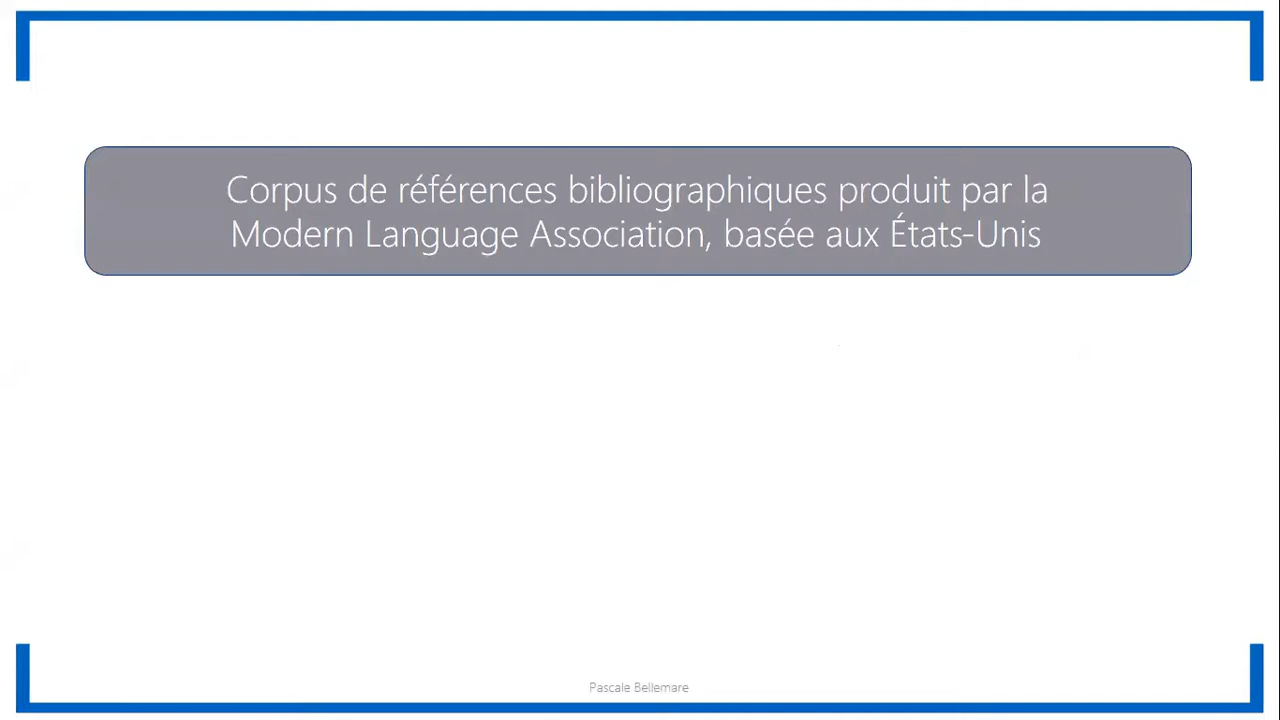 Corpus de références bibliographiques produit par la
Modern Language Association, basée aux États-Unis
Pascale Bellemare